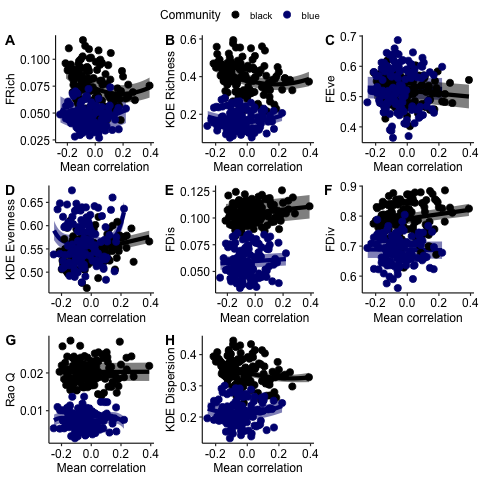 Community black blue
A
FRich
0.100
0.075
0.050
0.025
-0.2 0.0 0.2 0.4
Mean correlation
B
KDE Richness
0.6
0.4
0.2
-0.2 0.0 0.2 0.4
Mean correlation
C
FEve
0.7
0.6
0.5
0.4
-0.2 0.0 0.2 0.4
Mean correlation
D
KDE Evenness
0.65
0.60
0.55
0.50
-0.2 0.0 0.2 0.4
Mean correlation
E
FDis
0.125
0.100
0.075
0.050
-0.2 0.0 0.2 0.4
Mean correlation
F
FDiv
0.9
0.8
0.7
0.6
-0.2 0.0 0.2 0.4
Mean correlation
G
Rao Q
0.02
0.01
-0.2 0.0 0.2 0.4
Mean correlation
H
KDE Dispersion
0.4
0.3
0.2
-0.2 0.0 0.2 0.4
Mean correlation